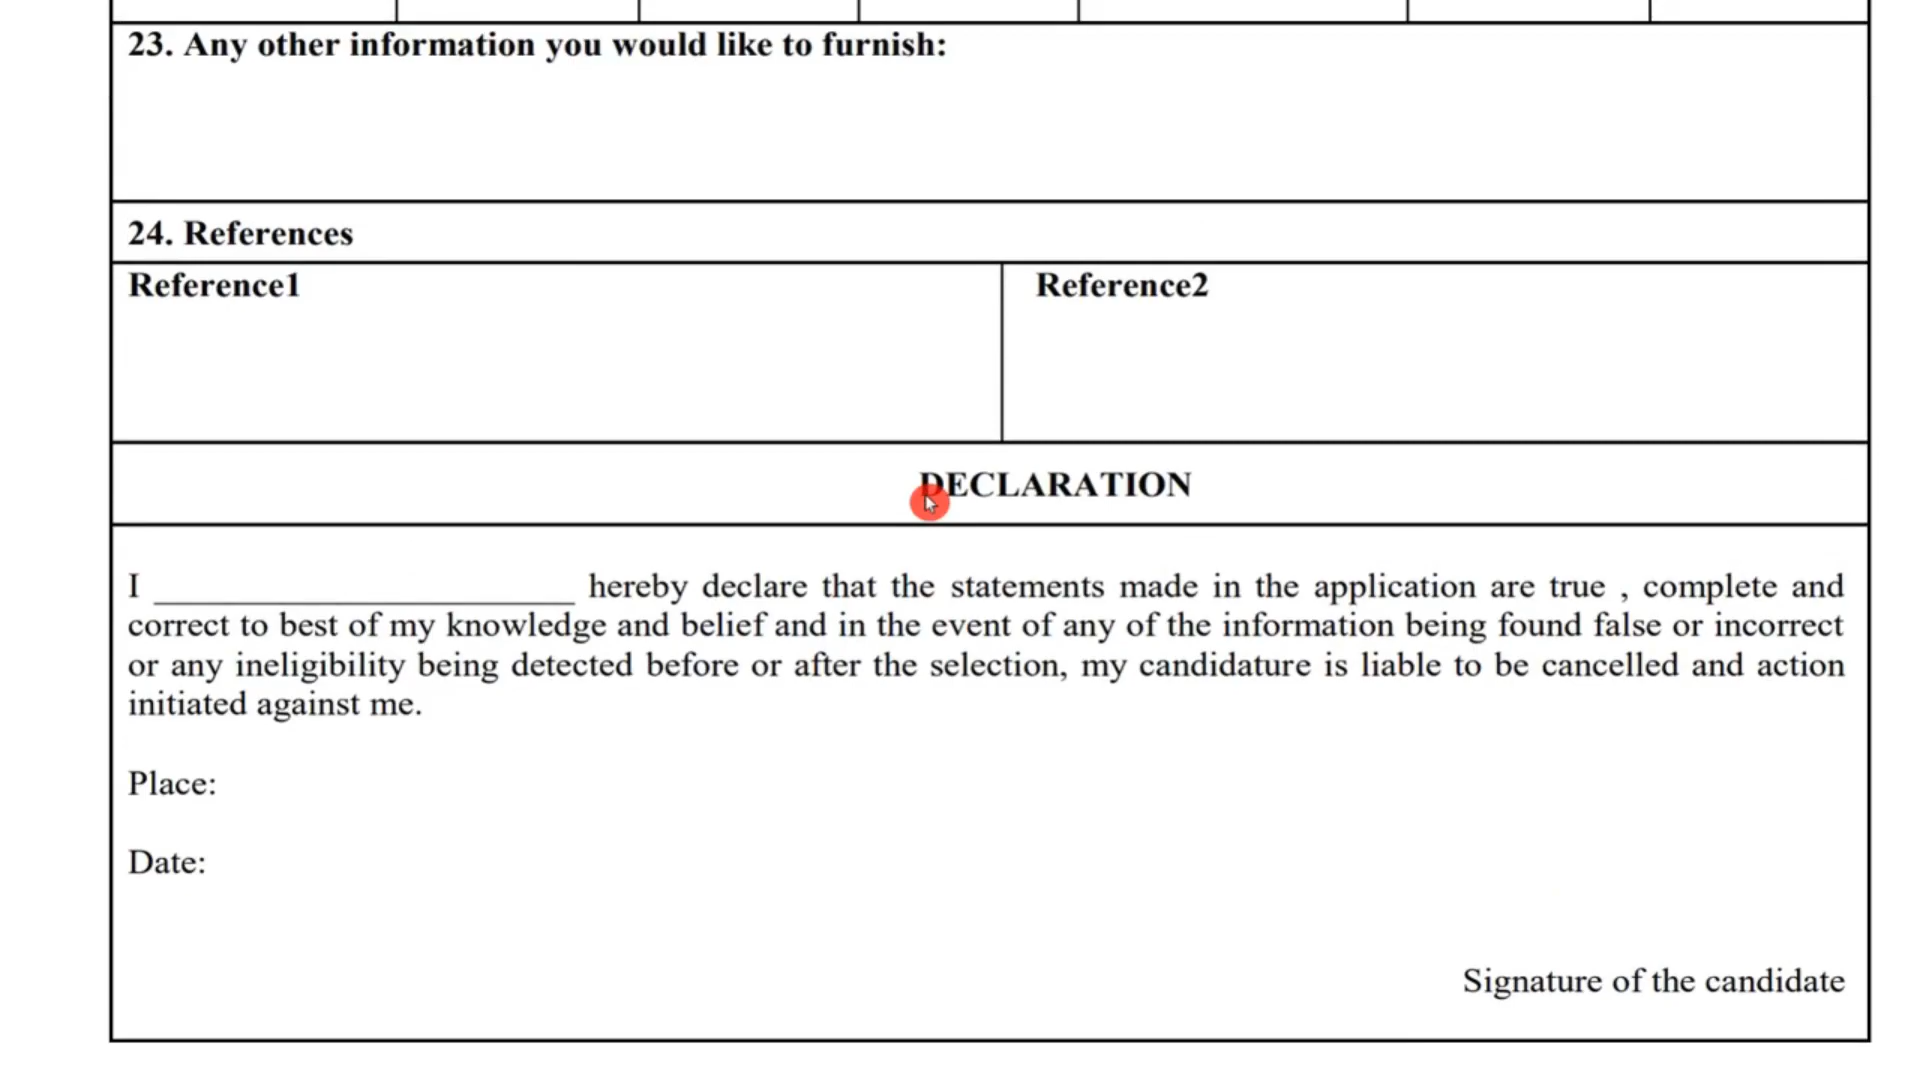 23. Any other information you would like to furnish:
24. References
Reference1
Reference2
DECLARATION
I _________________________ hereby declare that the statements made in the application are true , complete and
correct to best of my knowledge and belief and in the event of any of the information being found false or incorrect
or any ineligibility being detected before or after the selection, my candidature is liable to be cancelled and action
initiated against me.
Place:
Date:
Signature of the candidate